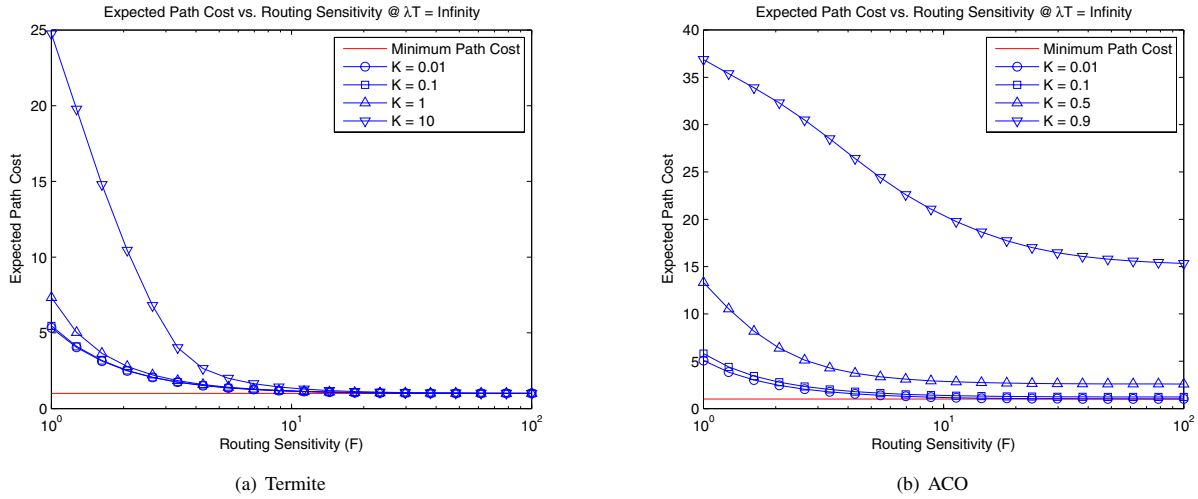 Expected Path Cost vs. Routing Sensitivity @ λT = Infinity
25
20
15
10
5
0
Expected Path Cost
10^0
10^1
10^2
Routing Sensitivity (F)
Minimum Path Cost
K = 0.01
K = 0.1
K = 1
K = 10
(a) Termite
Expected Path Cost vs. Routing Sensitivity @ λT = Infinity
40
35
30
25
20
15
10
5
0
Expected Path Cost
10^0
10^1
10^2
Routing Sensitivity (F)
Minimum Path Cost
K = 0.01
K = 0.1
K = 0.5
K = 0.9
(b) ACO